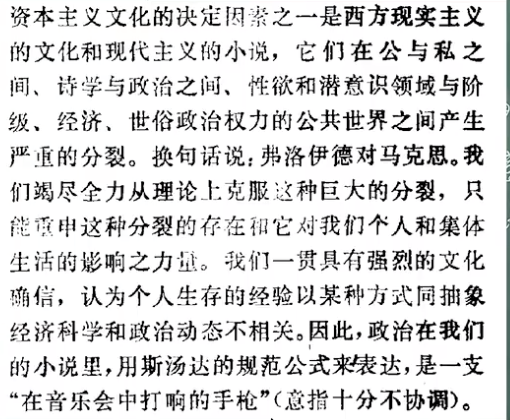 资本主义文化的决定因素之一是西方现实主义
的文化和现代主义的小说，它们在公与私之
间、诗学与政治之间、性欲和潜意识领域与阶
级、经济、世俗政治权力的公共世界之间产生
严重的分裂。换句话说：弗洛伊德对马克思。我
们竭尽全力从理论上克服这种巨大的分裂，只
能重申这种分裂的存在和它对我们个人和集体
生活的影响之力量。我们一贯具有强烈的文化
确信，认为个人生存的经验以某种方式同抽象
经济科学和政治动态不相关。因此，政治在我们
的小说里，用斯汤达的规范公式来表达，是一支
“在音乐会中打响的手枪”（意指十分不协调）。